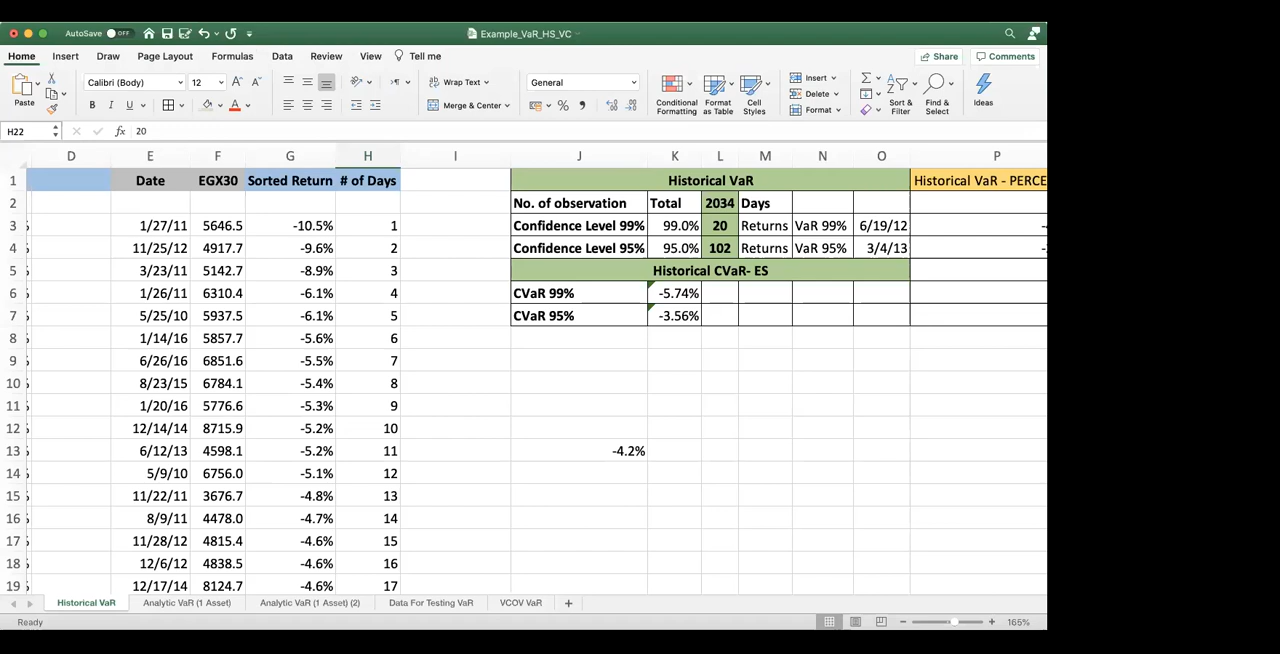 AutoSave OFF Example_VaR_HS_VC
Home Insert Draw Page Layout Formulas Data Review View Tell me Share Comments
Paste Calibri (Body) 12 Wrap Text General Insert
B I U Merge & Center Conditional Formatting Format as Table Cell Styles Delete Format Sort & Filter Find & Select Ideas
H22 fx 20
D E F G H I J K L M N O P
1 Date EGX30 Sorted Return # of Days Historical VaR Historical VaR - PERCE
2 No. of observation Total 2034 Days
3 1/27/11 5646.5 -10.5% 1 Confidence Level 99% 99.0% 20 Returns VaR 99% 6/19/12
4 11/25/12 4917.7 -9.6% 2 Confidence Level 95% 95.0% 102 Returns VaR 95% 3/4/13
5 3/23/11 5142.7 -8.9% 3 Historical CVaR- ES
6 1/26/11 6310.4 -6.1% 4 CVaR 99% -5.74%
7 5/25/10 5937.5 -6.1% 5 CVaR 95% -3.56%
8 1/14/16 5857.7 -5.6% 6
9 6/26/16 6851.6 -5.5% 7
10 8/23/15 6784.1 -5.4% 8
11 1/20/16 5776.6 -5.3% 9
12 12/14/14 8715.9 -5.2% 10
13 6/12/13 4598.1 -5.2% 11 -4.2%
14 5/9/10 6756.0 -5.1% 12
15 11/22/11 3676.7 -4.8% 13
16 8/9/11 4478.0 -4.7% 14
17 11/28/12 4815.4 -4.6% 15
18 12/6/12 4838.5 -4.6% 16
19 12/17/14 8124.7 -4.6% 17
Historical VaR Analytic VaR (1 Asset) Analytic VaR (1 Asset) (2) Data For Testing VaR VCOV VaR +
Ready 165%